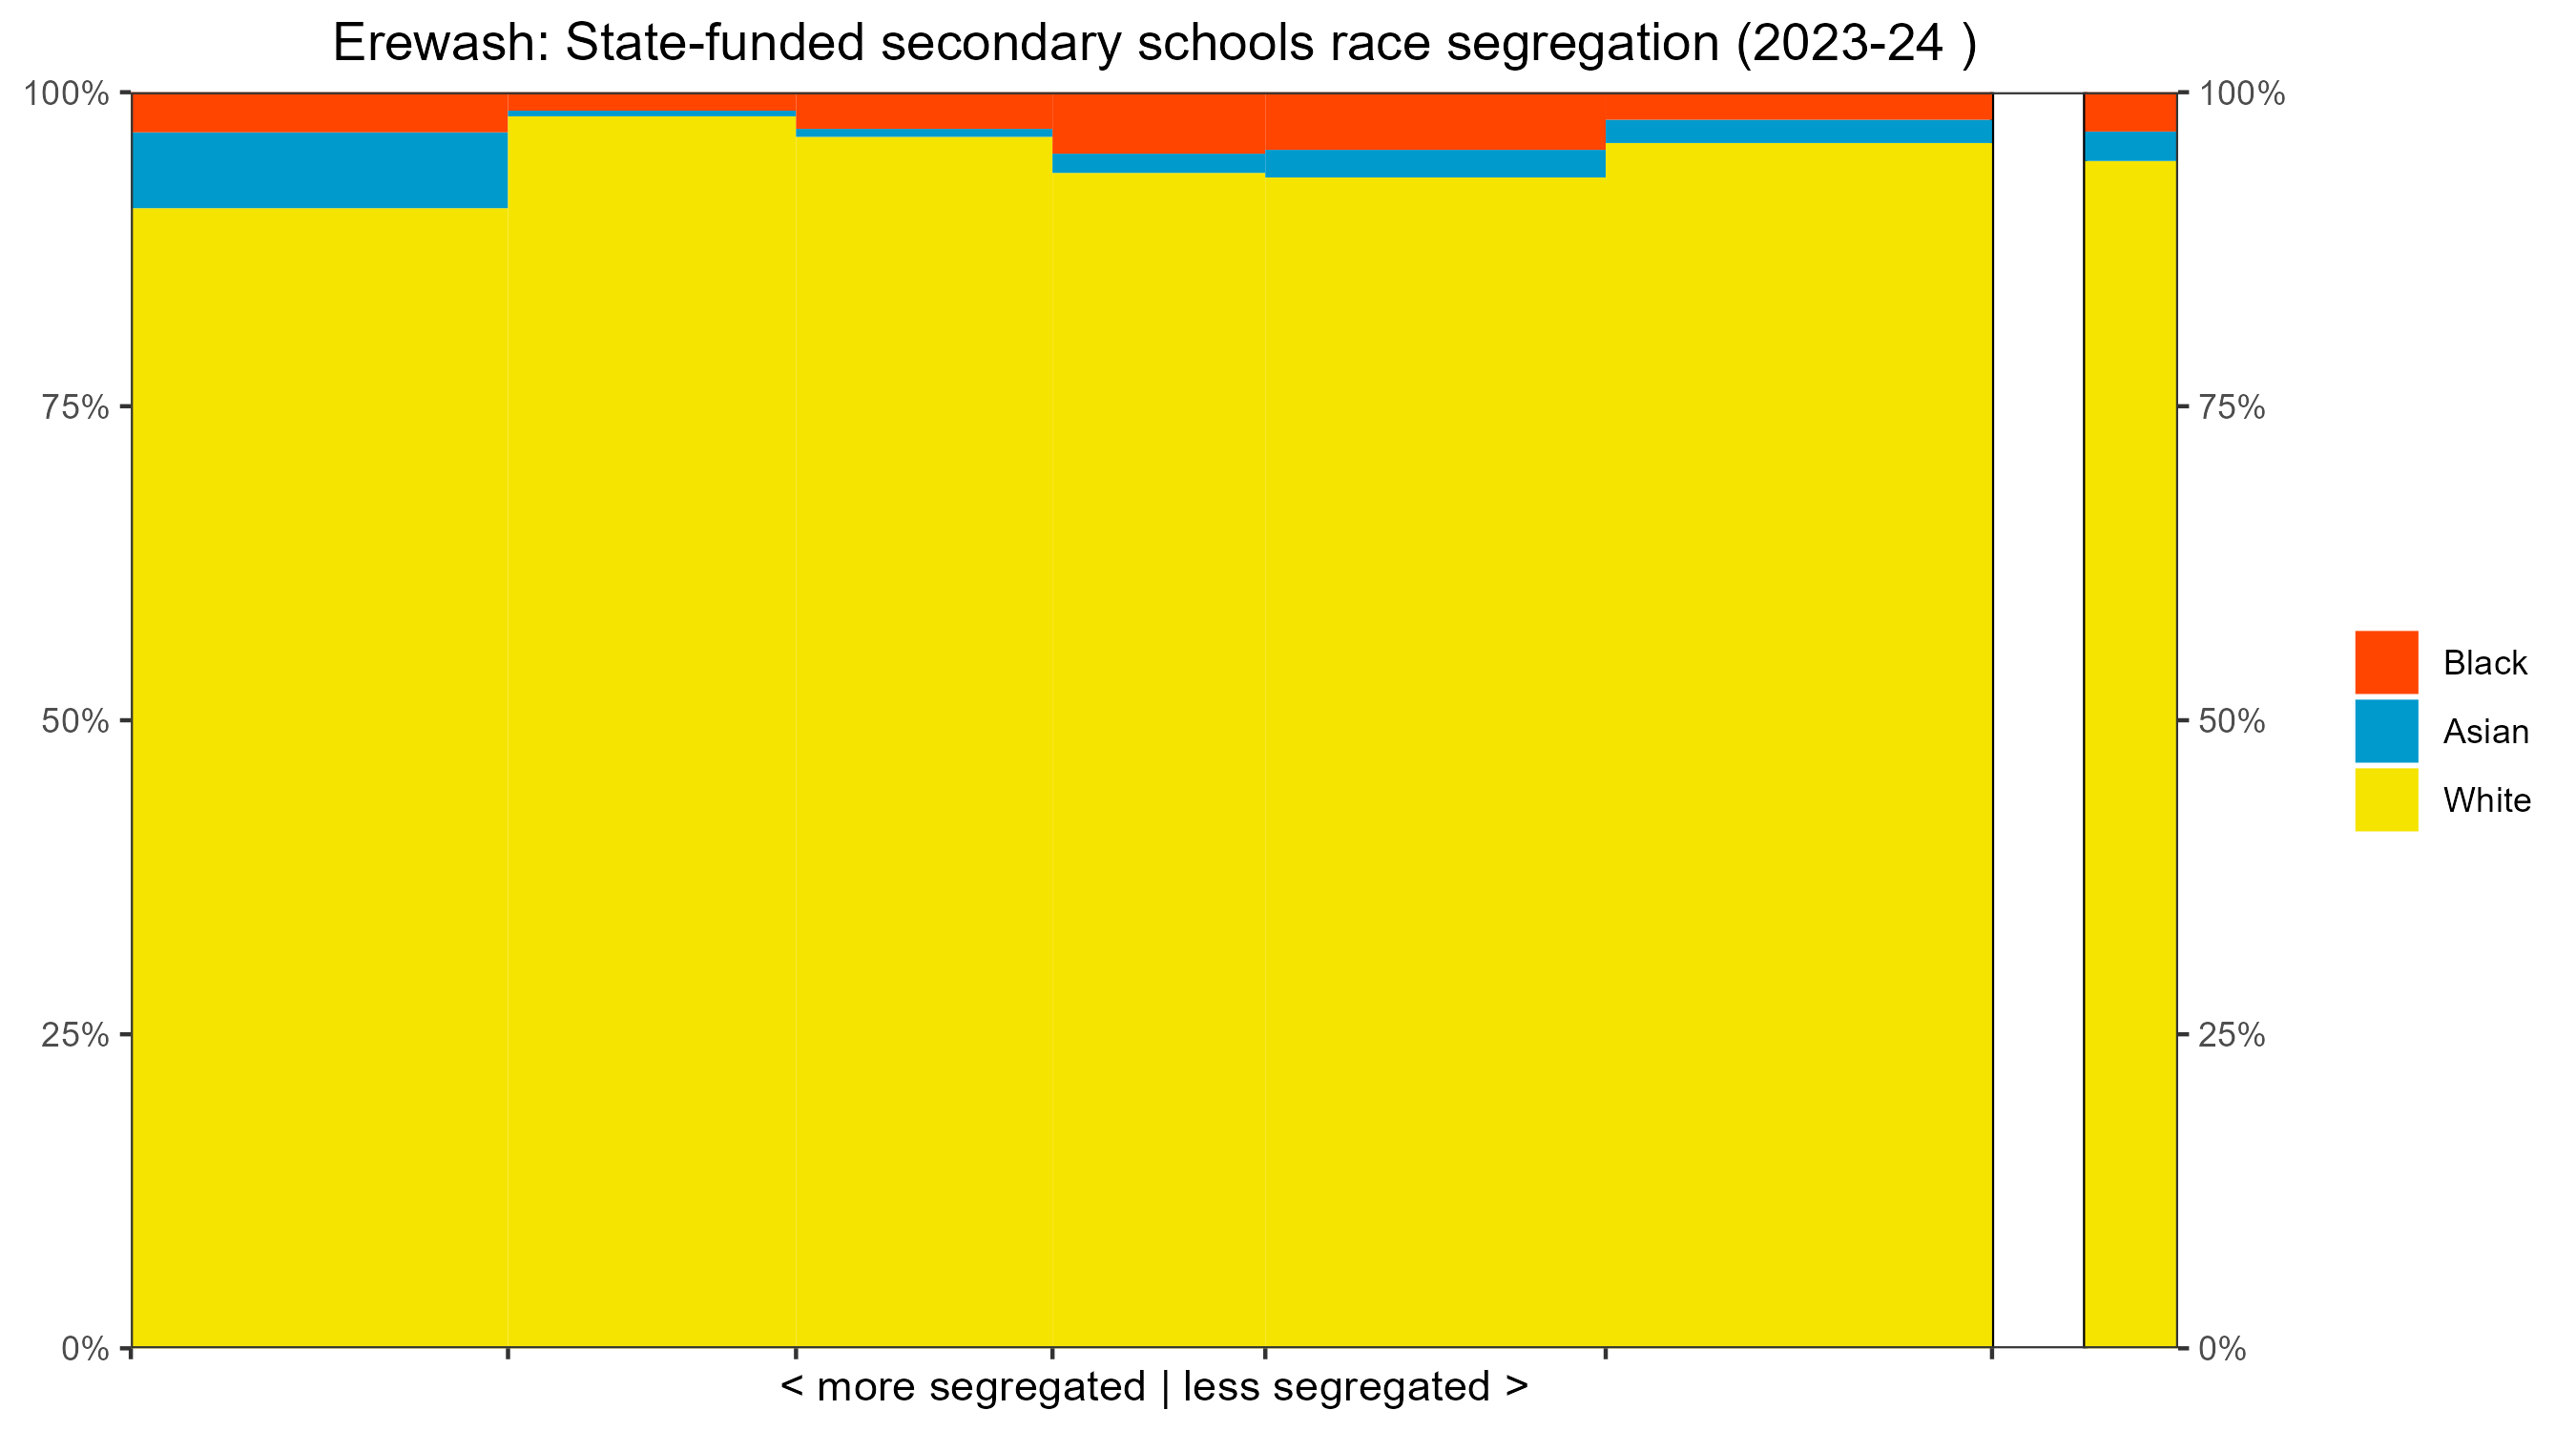 Erewash: State-funded secondary schools race segregation (2023-24 )
100%
75%
50%
25%
0%
100%
75%
50%
25%
0%
Black
Asian
White
< more segregated | less segregated >